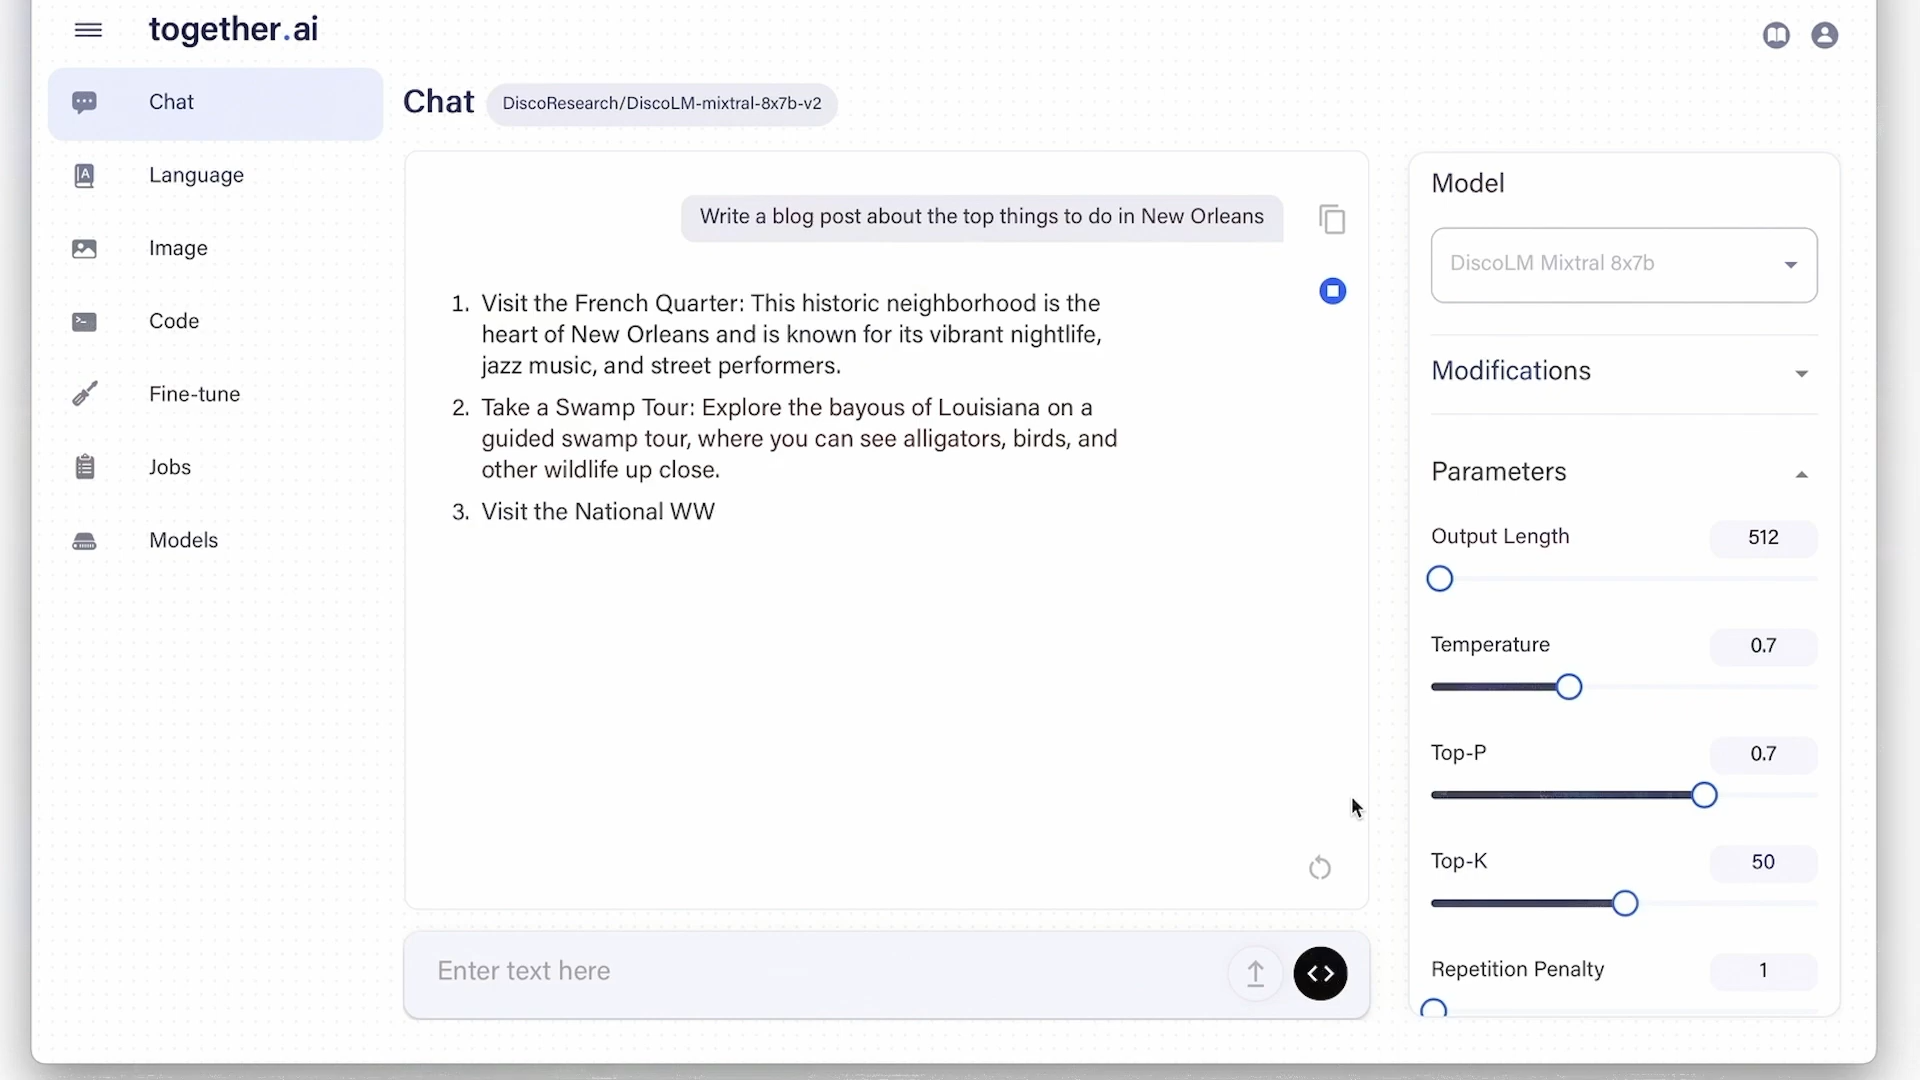 together.ai
Chat
Language
Image
Code
Fine-tune
Jobs
Models
Chat
DiscoResearch/DiscoLM-mixtral-8x7b-v2
Write a blog post about the top things to do in New Orleans
1. Visit the French Quarter: This historic neighborhood is the
heart of New Orleans and is known for its vibrant nightlife,
jazz music, and street performers.
2. Take a Swamp Tour: Explore the bayous of Louisiana on a
guided swamp tour, where you can see alligators, birds, and
other wildlife up close.
3. Visit the National WW
Enter text here
Model
DiscoLM Mixtral 8x7b
Modifications
Parameters
Output Length 512
Temperature 0.7
Top-P 0.7
Top-K 50
Repetition Penalty 1